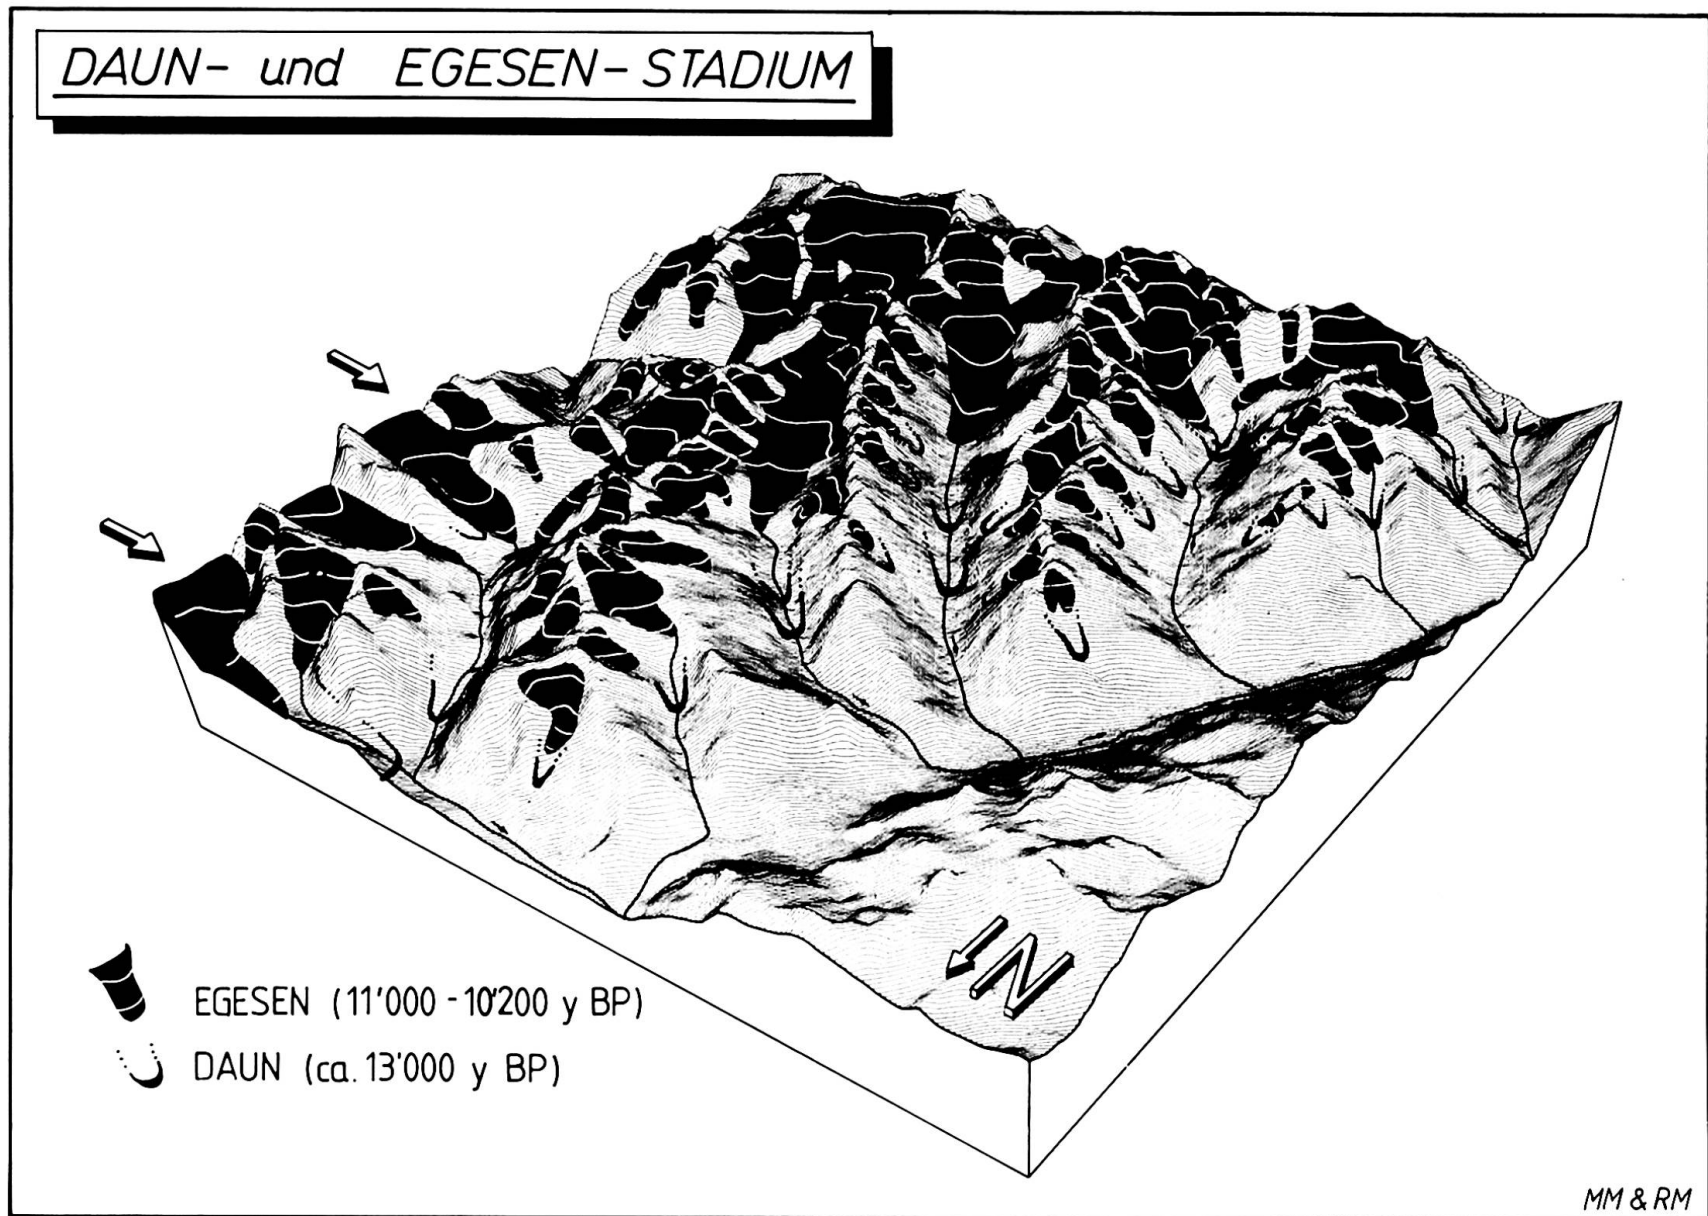 DAUN- und EGESEN-STADIUM
N
EGESEN (11'000 - 10'200 y BP)
DAUN (ca. 13'000 y BP)
MM & RM